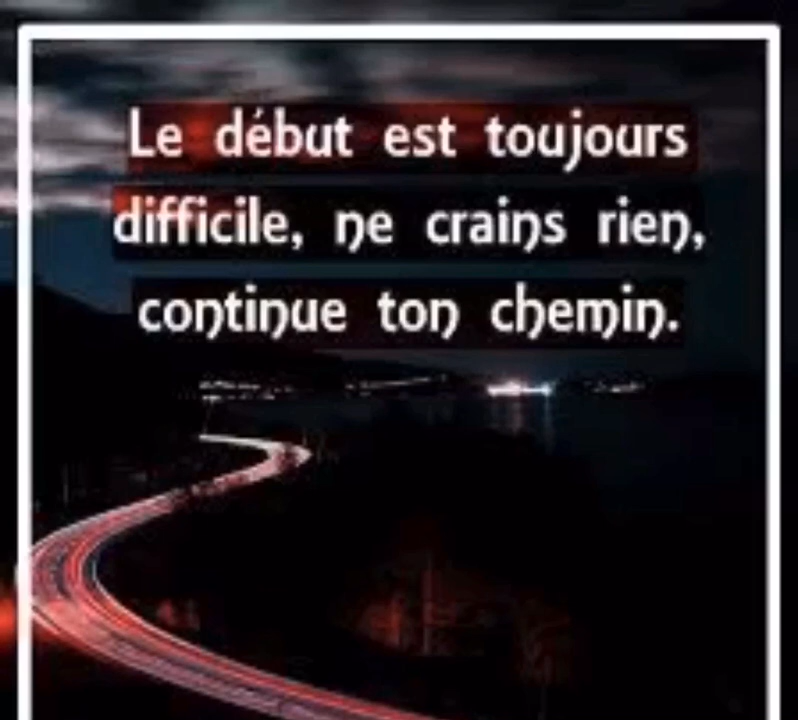 Le début est toujours
difficile, ne crains rien,
continue ton chemin.